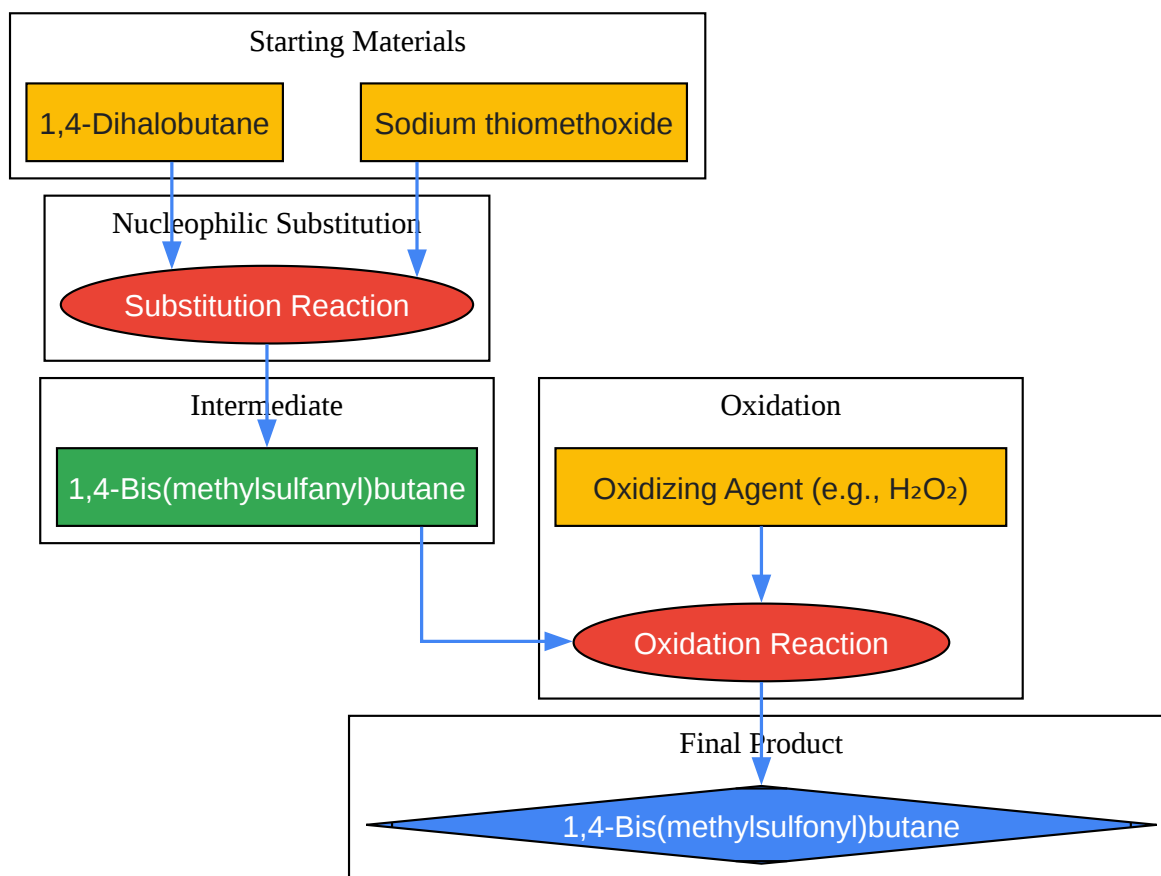 Starting Materials
1,4-Dihalobutane
Sodium thiomethoxide
Nucleophilic Substitution
Substitution Reaction
Intermediate
1,4-Bis(methylsulfanyl)butane
Oxidation
Oxidizing Agent (e.g., H₂O₂)
Oxidation Reaction
Final Product
1,4-Bis(methylsulfonyl)butane